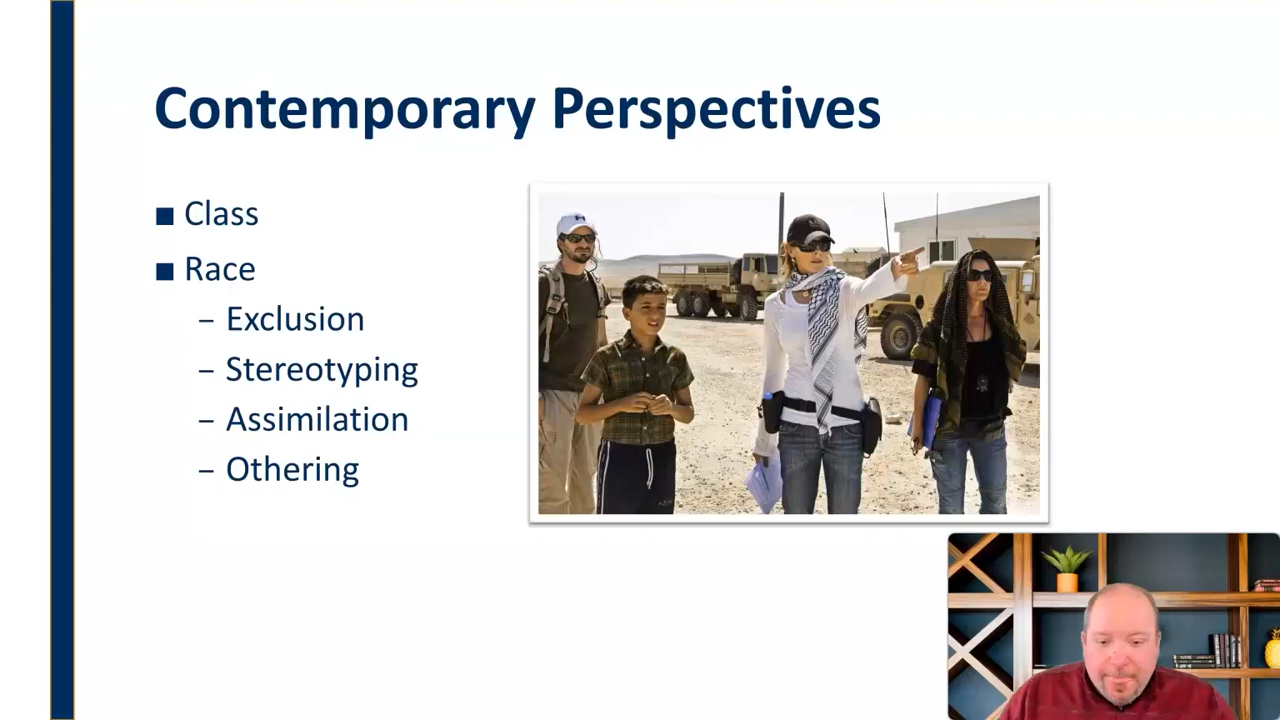 Contemporary Perspectives
■ Class
■ Race
– Exclusion
– Stereotyping
– Assimilation
– Othering